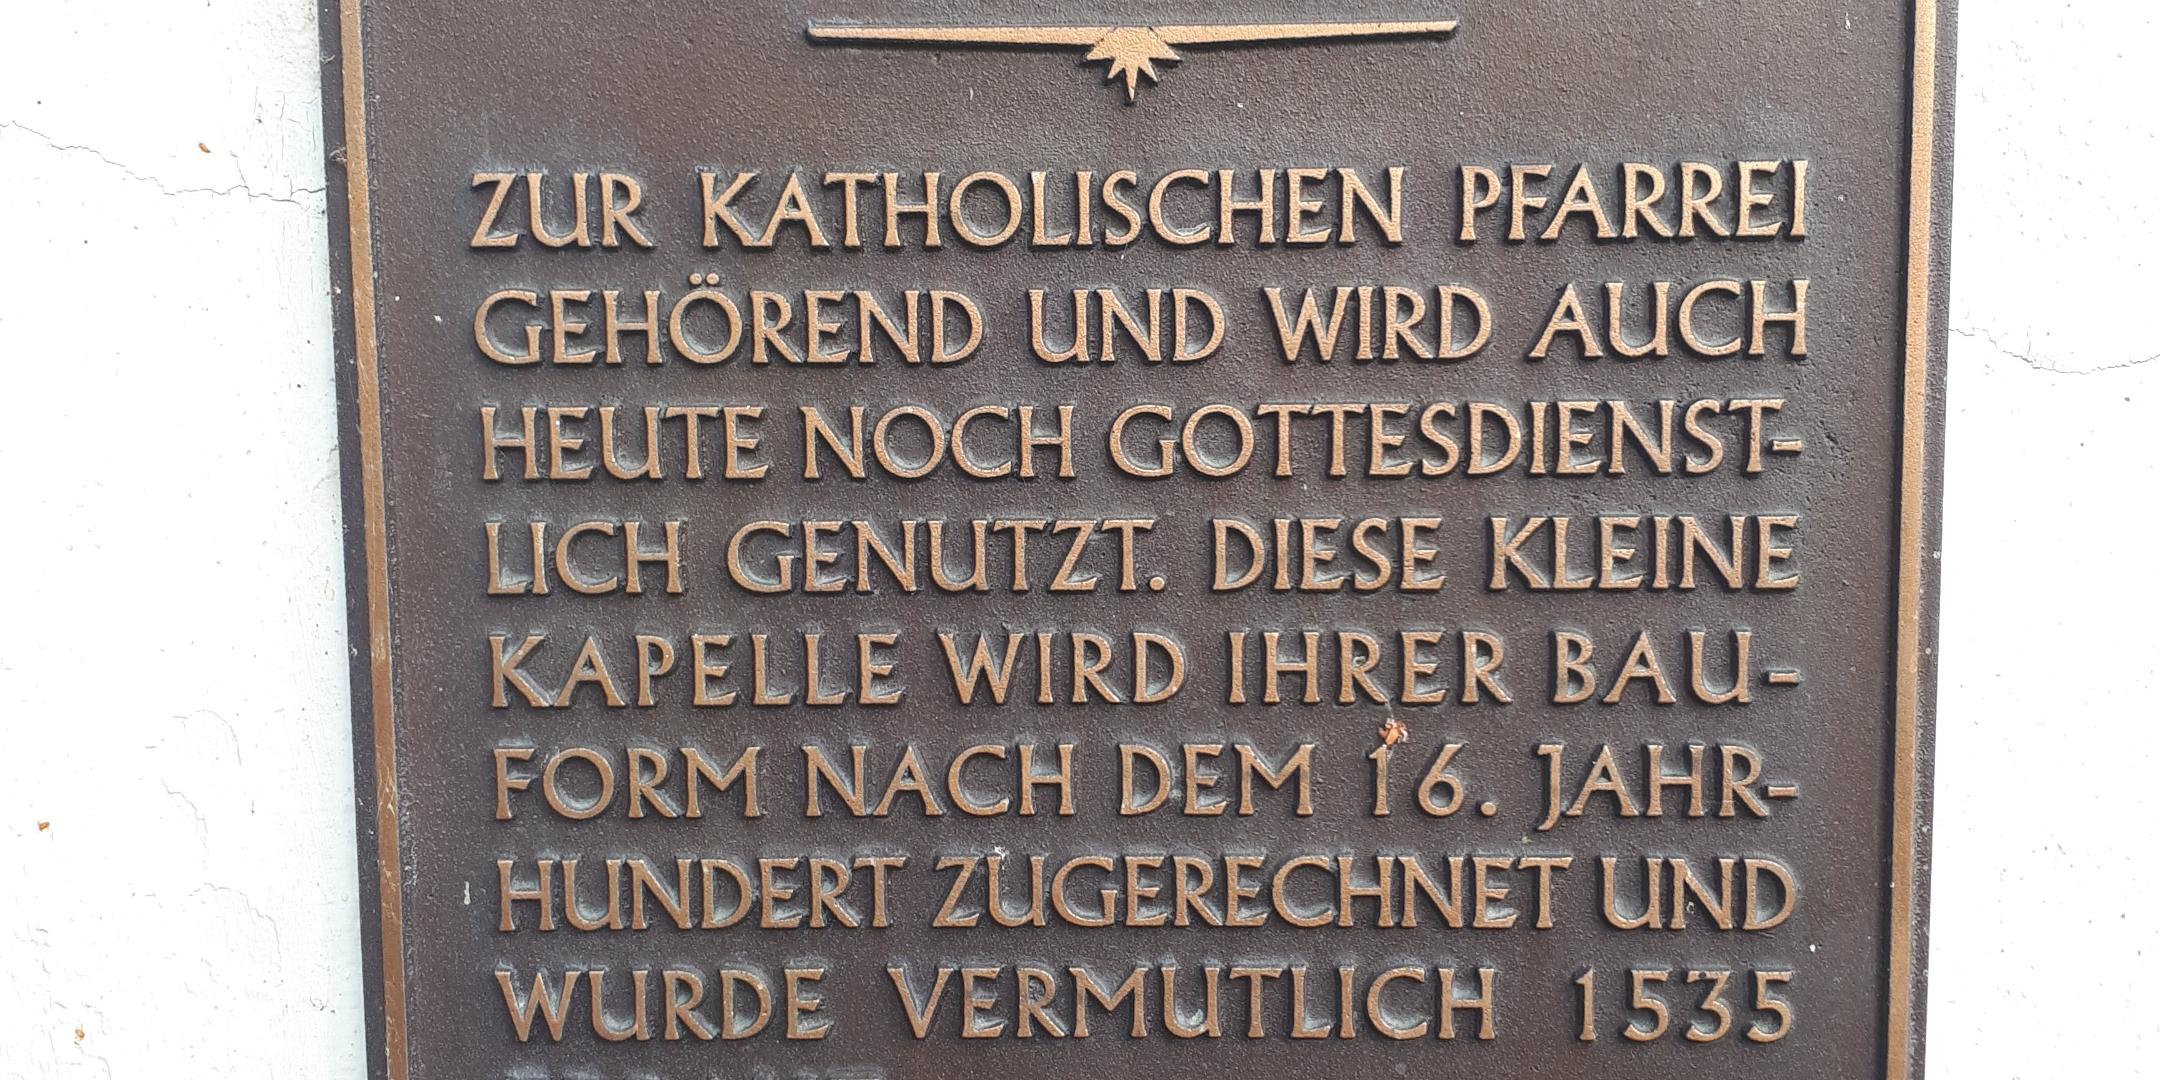 ZUR KATHOLISCHEN PFARREI
GEHÖREND UND WIRD AUCH
HEUTE NOCH GOTTESDIENST-
LICH GENUTZT. DIESE KLEINE
KAPELLE WIRD IHRER BAU-
FORM NACH DEM 16. JAHR-
HUNDERT ZUGERECHNET UND
WURDE VERMUTLICH 1535